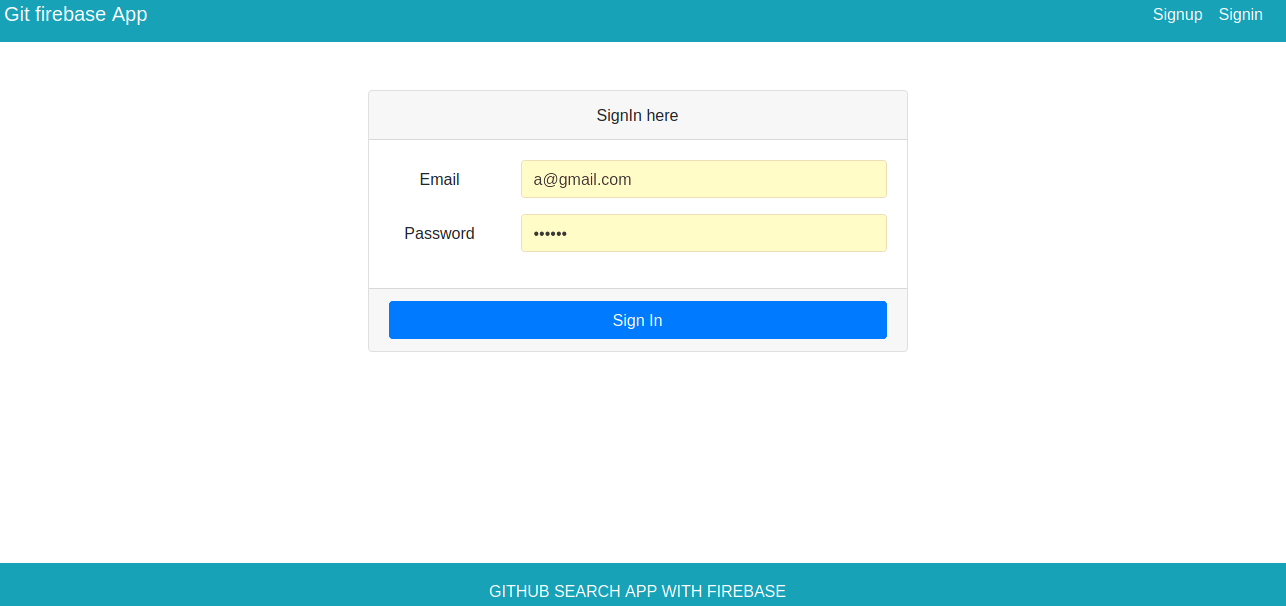 Git firebase App Signup Signin
SignIn here
Email a@gmail.com
Password ••••••
Sign In
GITHUB SEARCH APP WITH FIREBASE